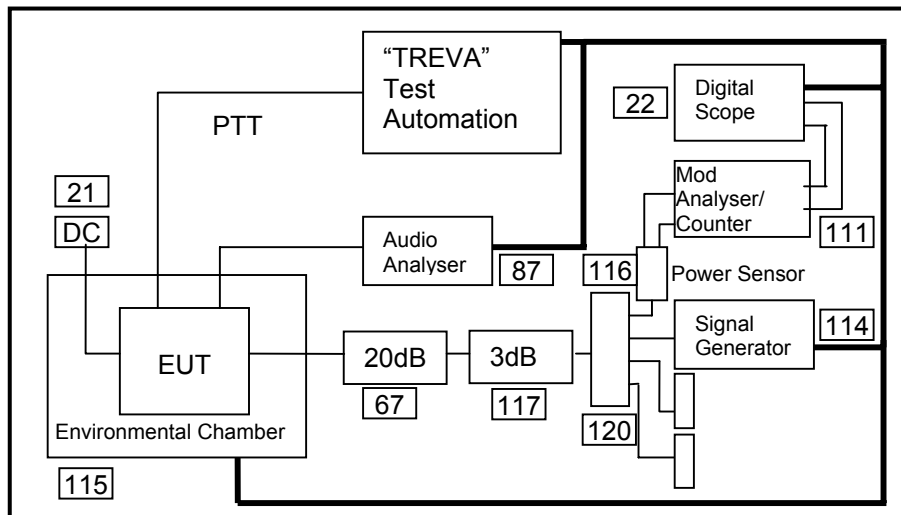 “TREVA”
Test
Automation
PTT
Digital
Scope
22
Mod
Analyser/
Counter
111
21
DC
Audio
Analyser
87
116
Power Sensor
Signal
Generator
114
EUT
20dB
67
3dB
117
120
Environmental Chamber
115